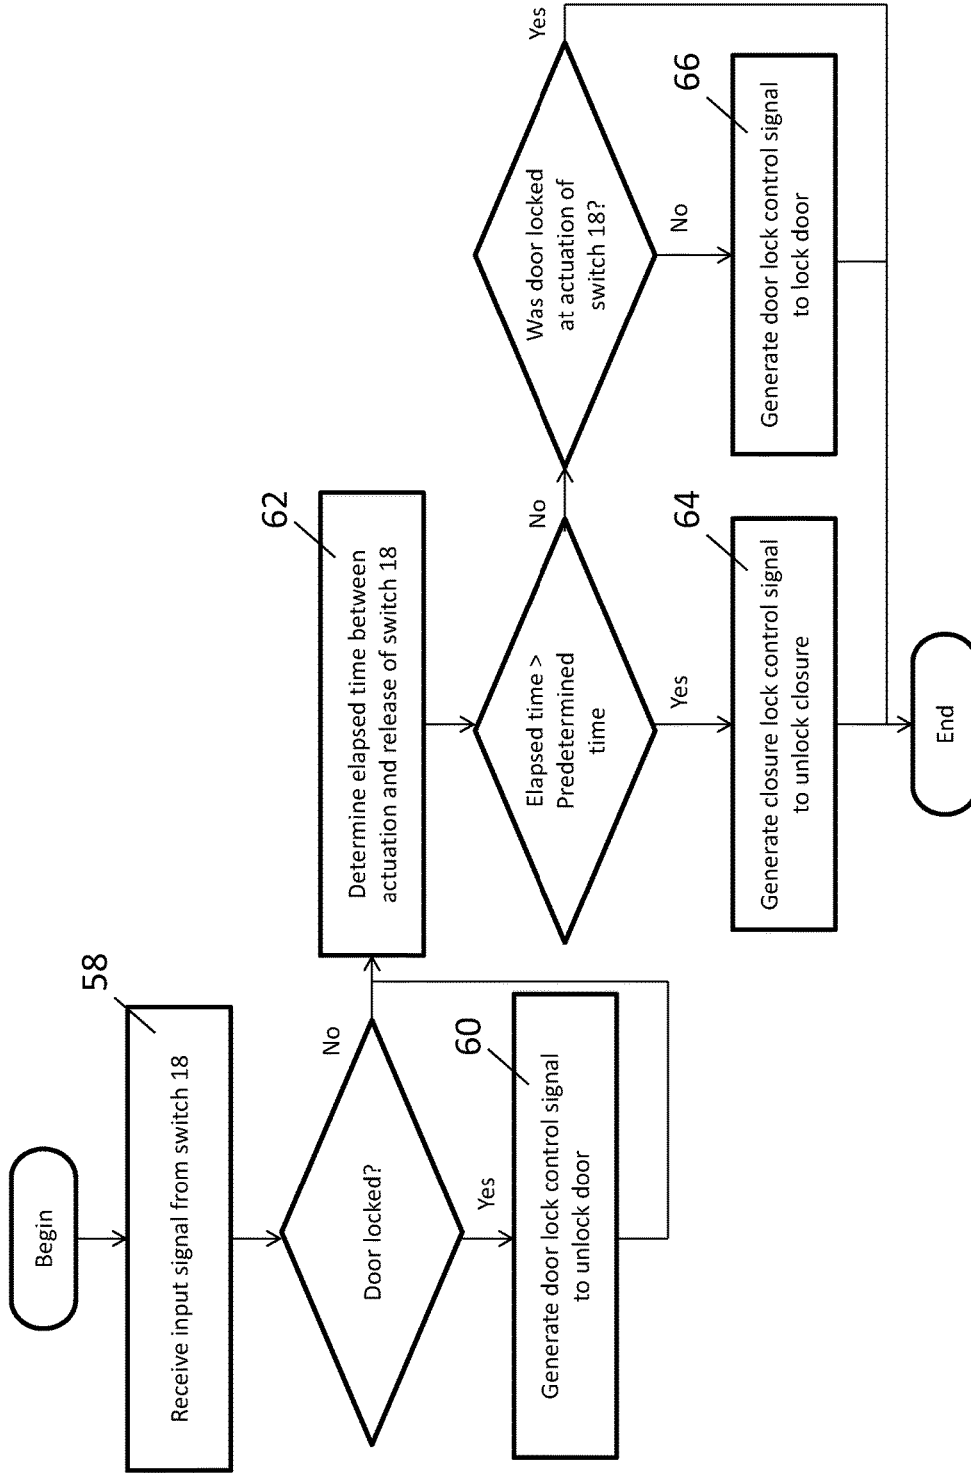 Begin
58
Receive input signal from switch 18
Door locked?
No
Yes
60
Generate door lock control signal
to unlock door
62
Determine elapsed time between
actuation and release of switch 18
Elapsed time >
Predetermined
time
No
Yes
64
Generate closure lock control signal
to unlock closure
Was door locked
at actuation of
switch 18?
Yes
No
66
Generate door lock control signal
to lock door
End